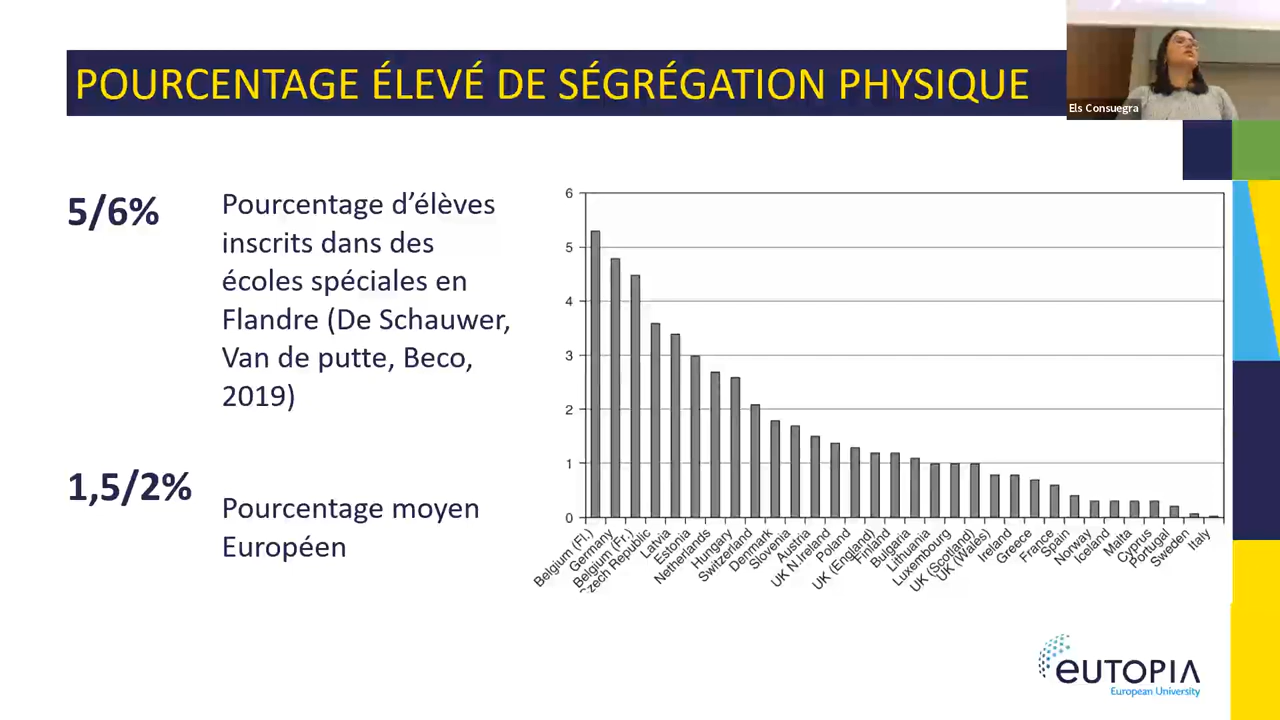 POURCENTAGE ÉLEVÉ DE SÉGRÉGATION PHYSIQUE
Els Consuegra
5/6%
Pourcentage d’élèves
inscrits dans des
écoles spéciales en
Flandre (De Schauwer,
Van de putte, Beco,
2019)
1,5/2%
Pourcentage moyen
Européen
6
5
4
3
2
1
0
Belgium (Fl.)
Germany
Belgium (Fr.)
Czech Republic
Latvia
Estonia
Netherlands
Hungary
Switzerland
Denmark
Slovenia
Austria
UK N.Ireland
Poland
UK (England)
Finland
Bulgaria
Lithuania
Luxembourg
UK (Scotland)
UK (Wales)
Ireland
Greece
France
Spain
Norway
Iceland
Malta
Cyprus
Portugal
Sweden
Italy
EUTOPIA
European University